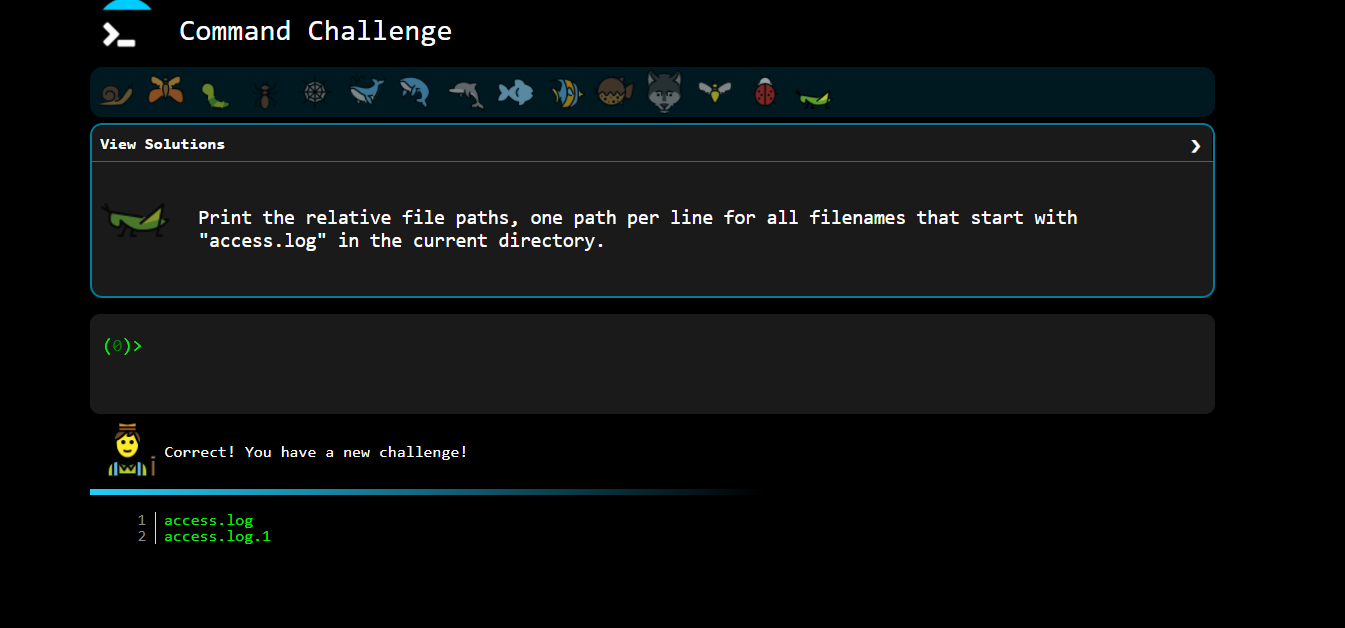 Command Challenge
View Solutions
Print the relative file paths, one path per line for all filenames that start with
"access.log" in the current directory.
(0)>
Correct! You have a new challenge!
1 access.log
2 access.log.1